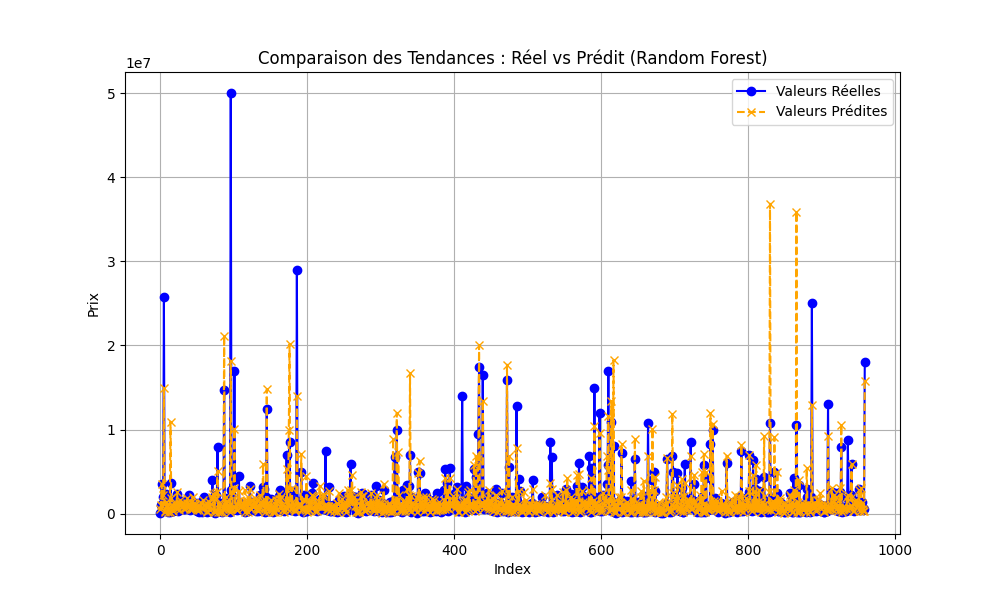 Comparaison des Tendances : Réel vs Prédit (Random Forest)
1e7
Valeurs Réelles
Valeurs Prédites
5
4
3
2
1
0
Prix
0 200 400 600 800 1000
Index